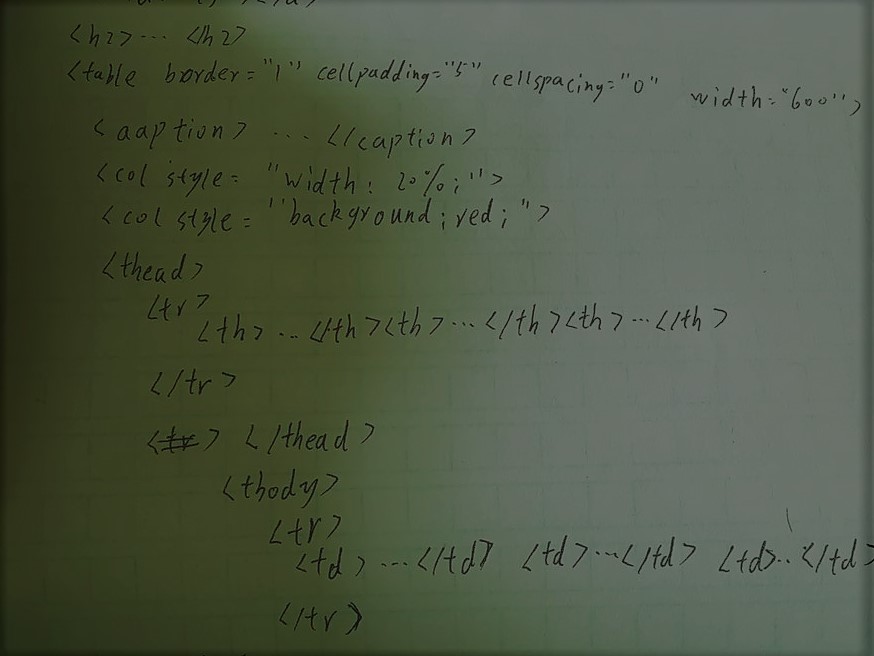 <h2>... </h2>
<table border="1" cellpadding="5" cellspacing="0" width="600">
<aaption> ... </caption>
<col style= "width: 20%;">
<col style= "background;red;">
<thead>
<tr>
<th>...</th><th>...</th><th>...</th>
</tr>
<tr> </thead>
<tbody>
<tr>
<td>...</td> <td>...</td> <td>..</td>
</tr>